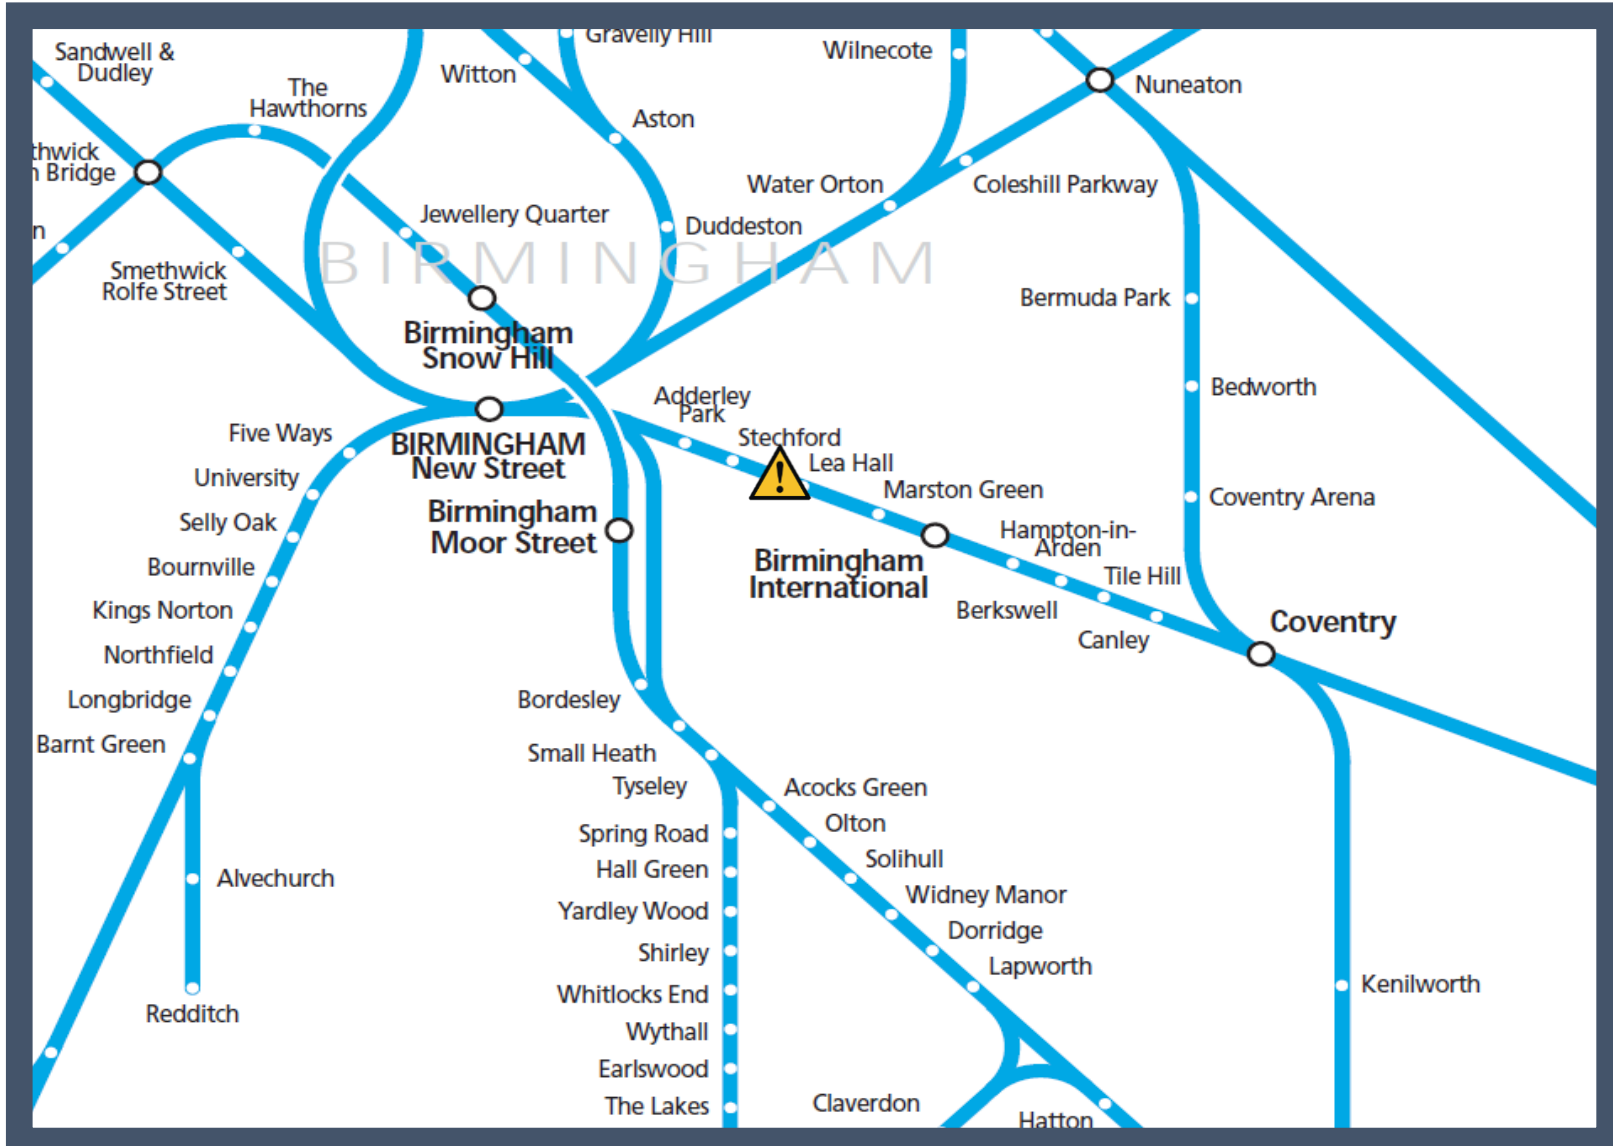 Sandwell &
Dudley
The
Hawthorns
Witton
Gravelly Hill
Wilnecote
Nuneaton
Aston
thwick
Bridge
Water Orton
Coleshill Parkway
Jewellery Quarter
Duddeston
n
BIRMINGHAM
Smethwick
Rolfe Street
Bermuda Park
Birmingham
Snow Hill
Bedworth
Adderley
Park
Five Ways
BIRMINGHAM
New Street
Stechford
Lea Hall
University
Marston Green
Coventry Arena
Selly Oak
Birmingham
Moor Street
Hampton-in-
Arden
Bournville
Birmingham
International
Tile Hill
Kings Norton
Berkswell
Coventry
Canley
Northfield
Longbridge
Bordesley
Barnt Green
Small Heath
Tyseley
Acocks Green
Spring Road
Olton
Hall Green
Solihull
Alvechurch
Widney Manor
Yardley Wood
Dorridge
Shirley
Lapworth
Whitlocks End
Kenilworth
Redditch
Wythall
Earlswood
The Lakes
Claverdon
Hatton